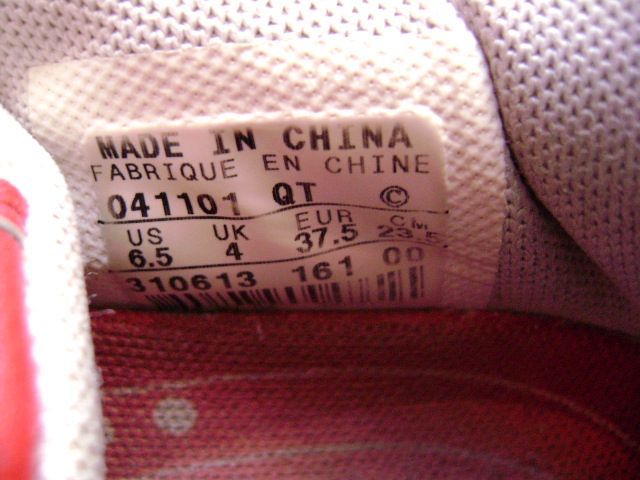 MADE IN CHINA
FABRIQUE EN CHINE
041101 QT ©
US UK EUR CM
6.5 4 37.5 23.5
310613 161 00